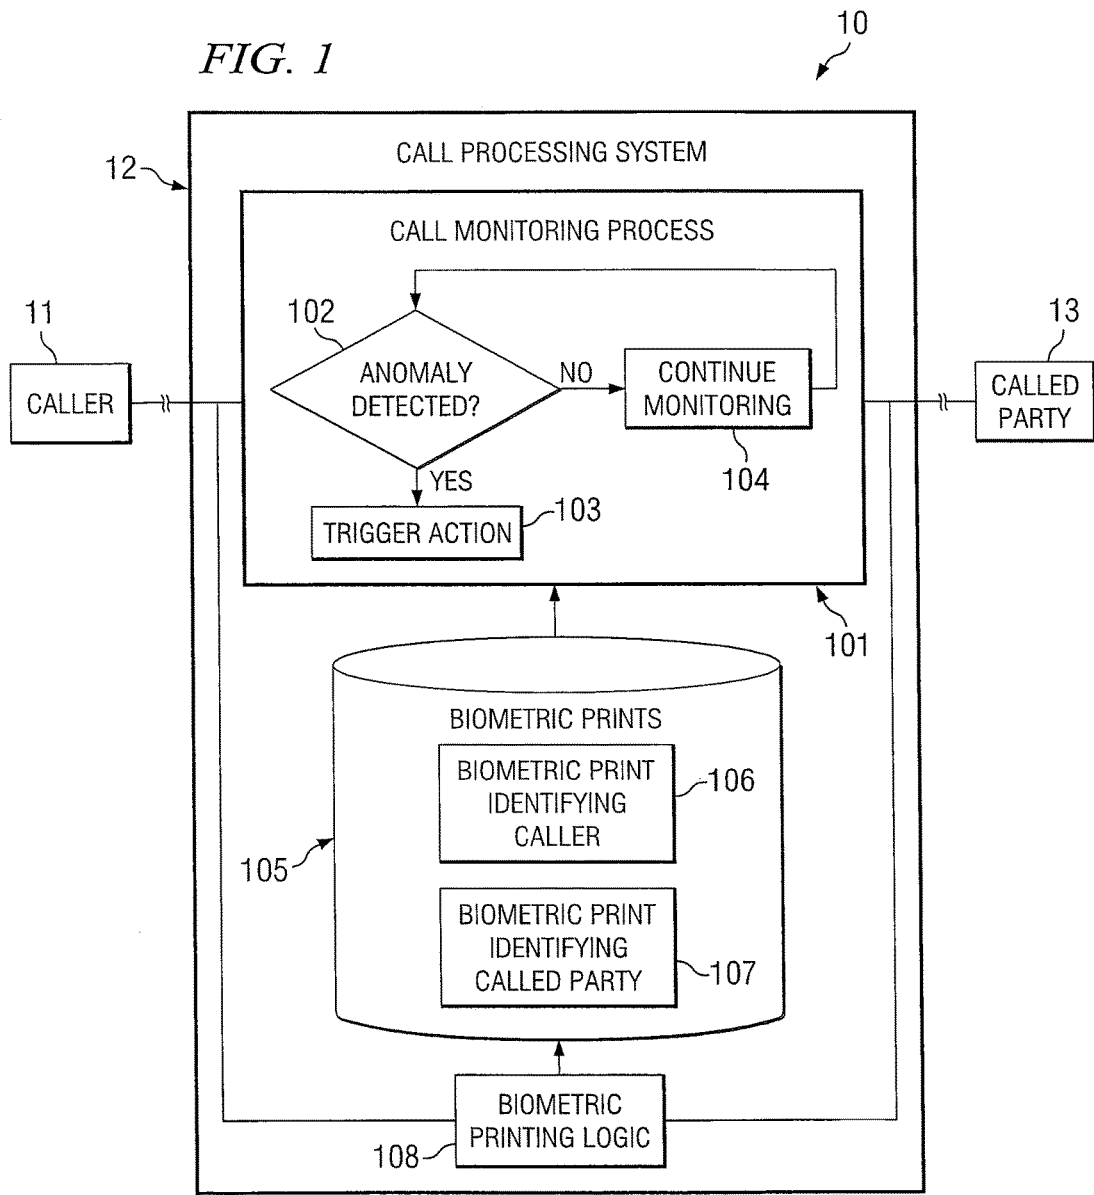 FIG. 1
10
CALL PROCESSING SYSTEM
12
CALL MONITORING PROCESS
102
11
13
ANOMALY
DETECTED?
NO
CONTINUE
MONITORING
CALLER
CALLED
PARTY
104
YES
TRIGGER ACTION
103
101
BIOMETRIC PRINTS
BIOMETRIC PRINT
IDENTIFYING
CALLER
106
105
BIOMETRIC PRINT
IDENTIFYING
CALLED PARTY
107
BIOMETRIC
PRINTING LOGIC
108